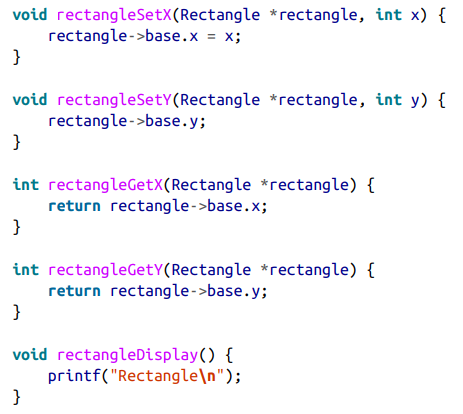 void rectangleSetX(Rectangle *rectangle, int x) {
    rectangle->base.x = x;
}

void rectangleSetY(Rectangle *rectangle, int y) {
    rectangle->base.y;
}

int rectangleGetX(Rectangle *rectangle) {
    return rectangle->base.x;
}

int rectangleGetY(Rectangle *rectangle) {
    return rectangle->base.y;
}

void rectangleDisplay() {
    printf("Rectangle\n");
}